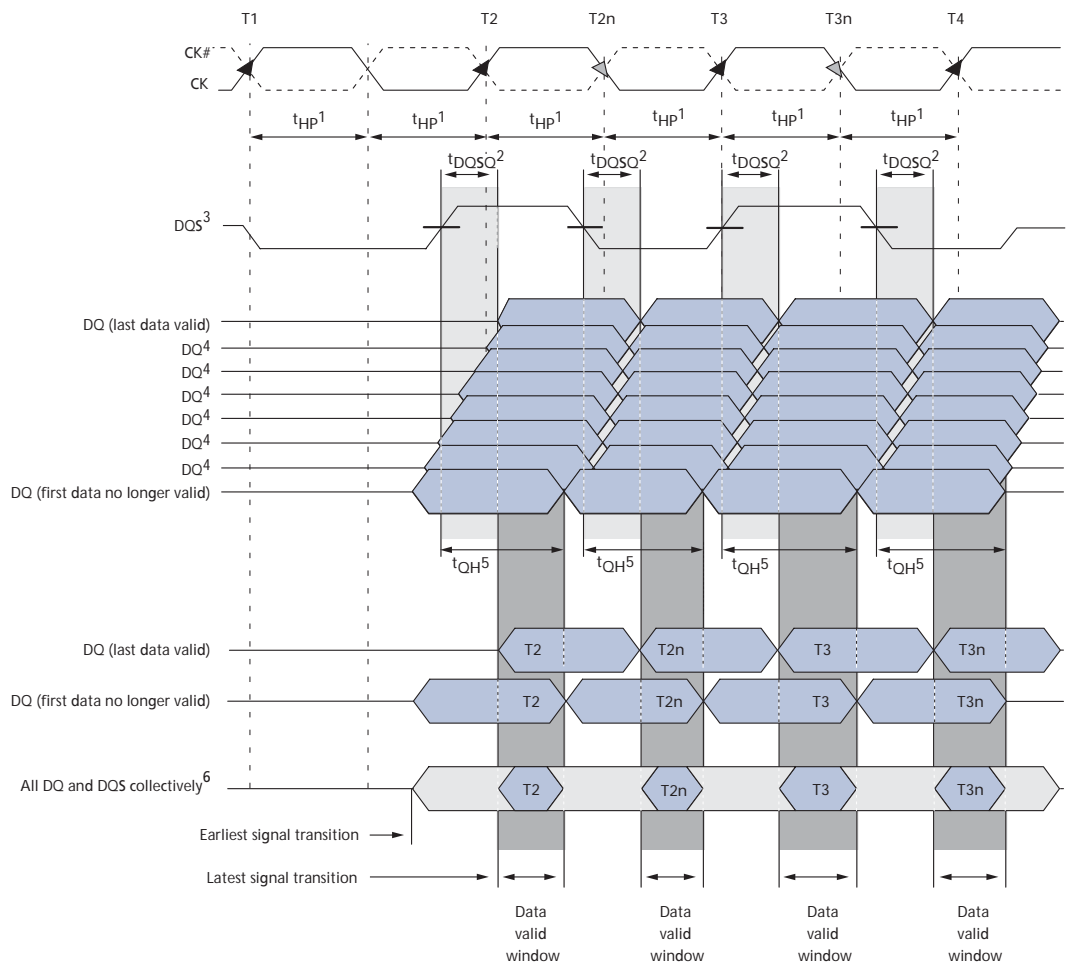 T1 T2 T2n T3 T3n T4
CK#
CK
tHP1 tHP1 tHP1 tHP1 tHP1 tHP1
tDQSQ2 tDQSQ2 tDQSQ2 tDQSQ2
DQS3
DQ (last data valid)
DQ4
DQ4
DQ4
DQ4
DQ4
DQ4
DQ (first data no longer valid)
tQH5 tQH5 tQH5 tQH5
DQ (last data valid) T2 T2n T3 T3n
DQ (first data no longer valid) T2 T2n T3 T3n
All DQ and DQS collectively6 T2 T2n T3 T3n
Earliest signal transition
Latest signal transition
Data valid window
Data valid window
Data valid window
Data valid window